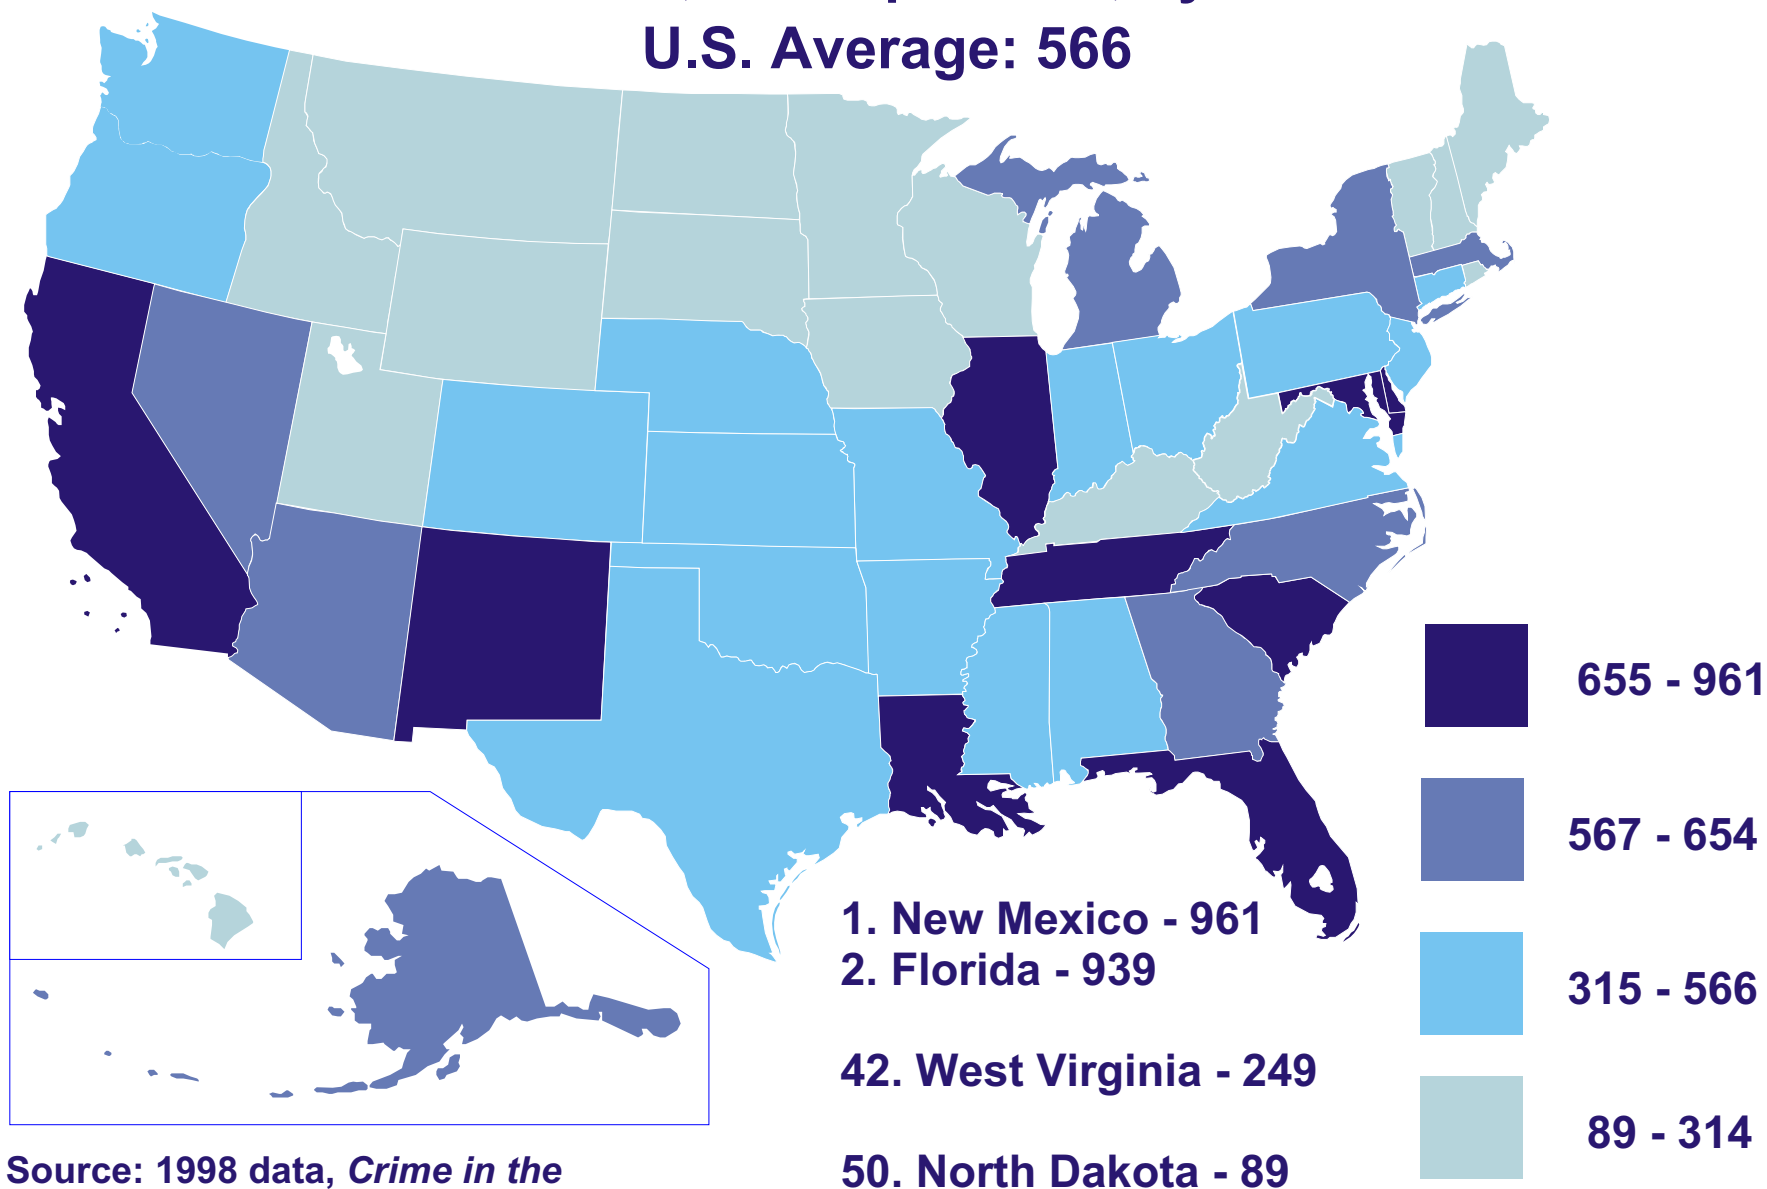 U.S. Average: 566
655 - 961
567 - 654
315 - 566
89 - 314
1. New Mexico - 961
2. Florida - 939
42. West Virginia - 249
50. North Dakota - 89
Source: 1998 data, Crime in the